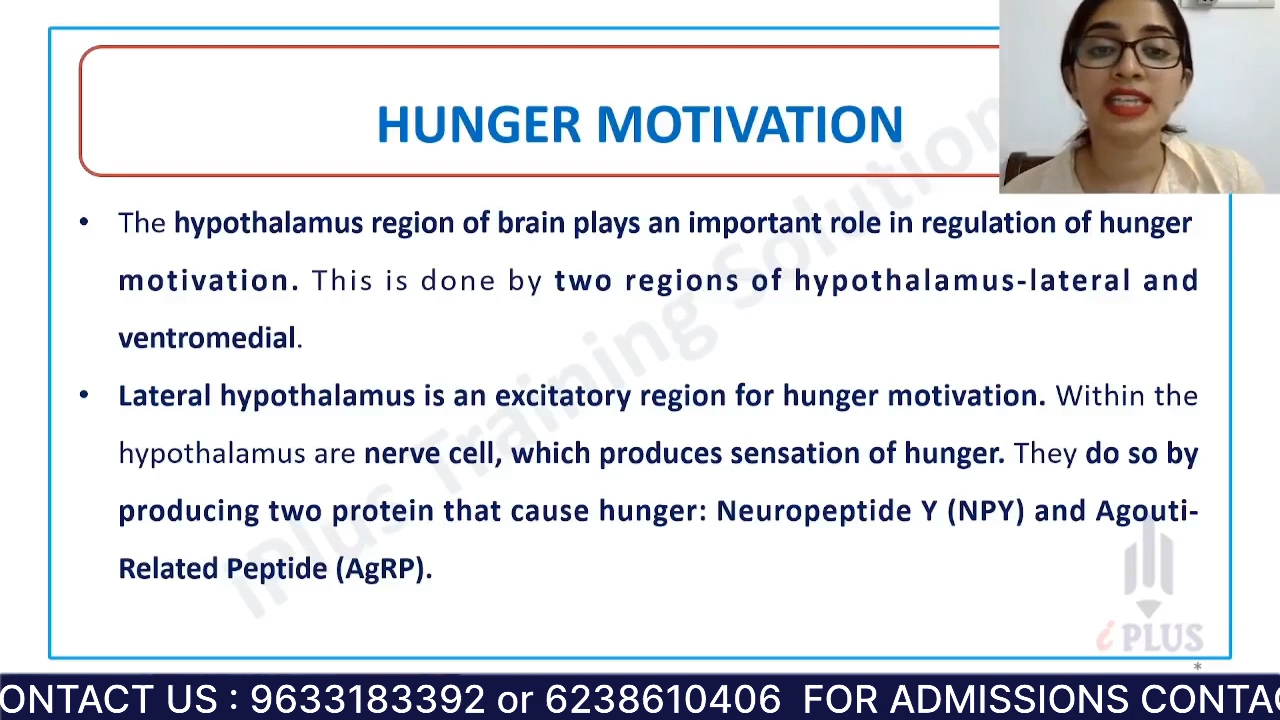 HUNGER MOTIVATION
• The hypothalamus region of brain plays an important role in regulation of hunger
motivation. This is done by two regions of hypothalamus-lateral and
ventromedial.
• Lateral hypothalamus is an excitatory region for hunger motivation. Within the
hypothalamus are nerve cell, which produces sensation of hunger. They do so by
producing two protein that cause hunger: Neuropeptide Y (NPY) and Agouti-
Related Peptide (AgRP).
IPlus Training Solution
i PLUS
*
ONTACT US : 9633183392 or 6238610406 FOR ADMISSIONS CONTAC